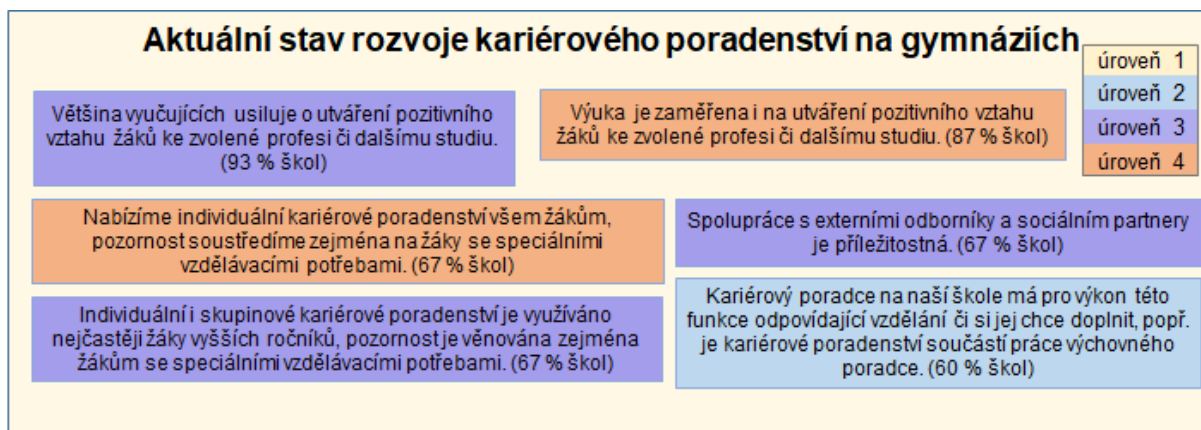 Aktuální stav rozvoje kariérového poradenství na gymnáziích
úroveň 1
úroveň 2
úroveň 3
úroveň 4
Většina vyučujících usiluje o utváření pozitivního
vztahu žáků ke zvolené profesi či dalšímu studiu.
(93 % škol)
Výuka je zaměřena i na utváření pozitivního vztahu
žáků ke zvolené profesi či dalšímu studiu. (87 % škol)
Nabízíme individuální kariérové poradenství všem žákům,
pozornost soustředíme zejména na žáky se speciálními
vzdělávacími potřebami. (67 % škol)
Spolupráce s externími odborníky a sociálním partnery
je příležitostná. (67 % škol)
Individuální i skupinové kariérové poradenství je využíváno
nejčastěji žáky vyšších ročníků, pozornost je věnována zejména
žákům se speciálními vzdělávacími potřebami. (67 % škol)
Kariérový poradce na naší škole má pro výkon této
funkce odpovídající vzdělání či si jej chce doplnit, popř.
je kariérové poradenství součástí práce výchovného
poradce. (60 % škol)